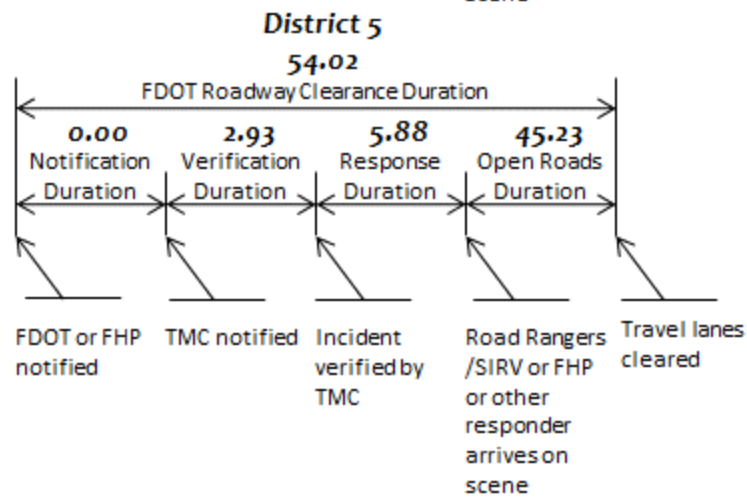 District 5
54.02
FDOT Roadway Clearance Duration
0.00 2.93 5.88 45.23
Notification Verification Response Open Roads
Duration Duration Duration Duration
FDOT or FHP
notified
TMC notified
Incident
verified by
TMC
Road Rangers
/SIRV or FHP
or other
responder
arrives on
scene
Travel lanes
cleared